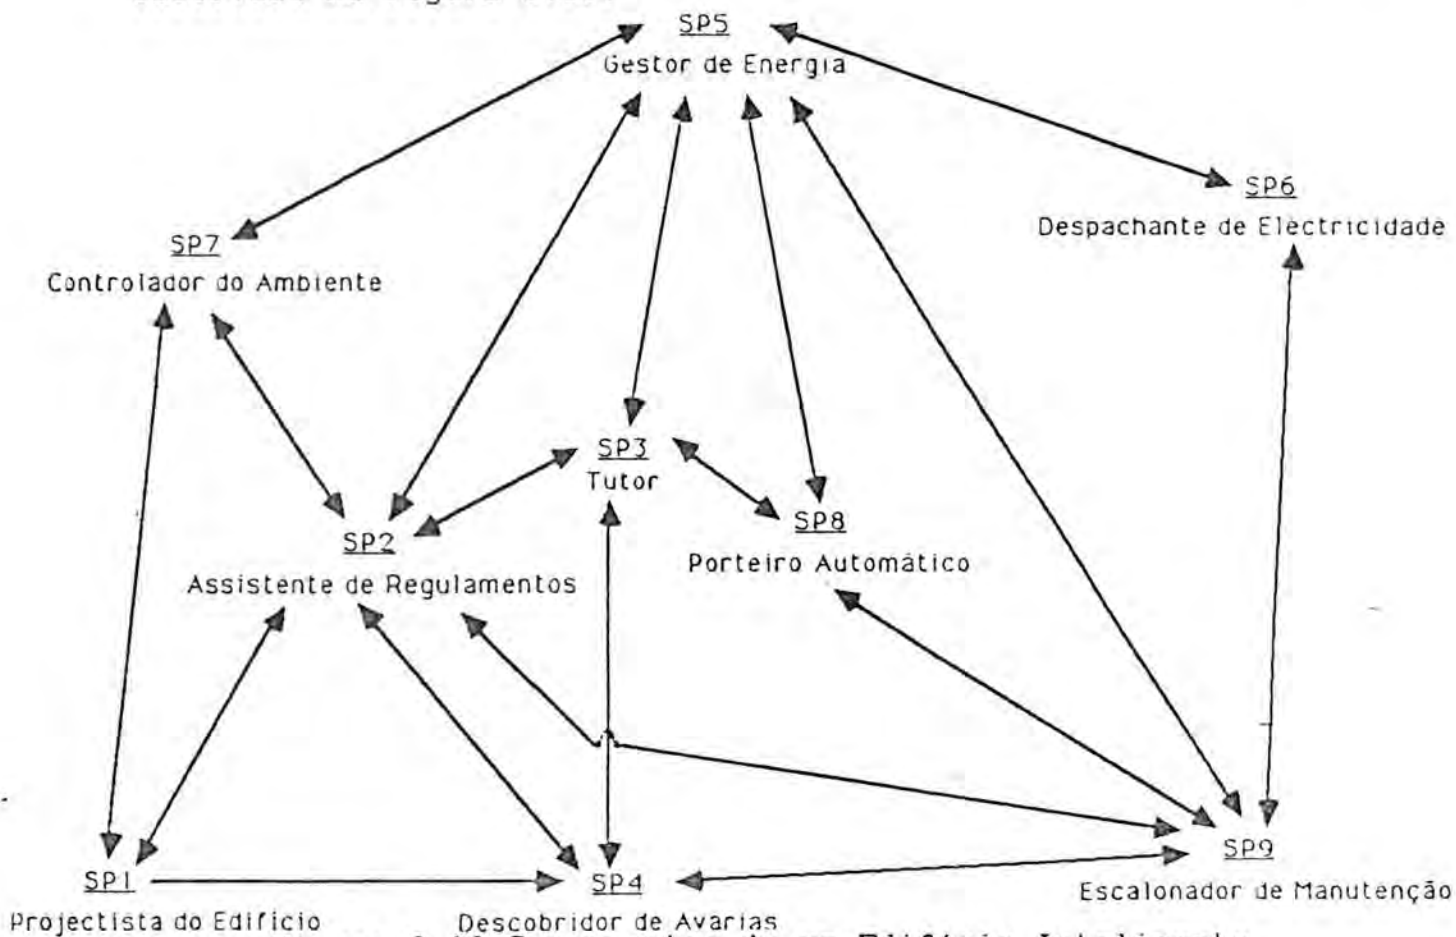 SP5
Gestor de Energia
SP6
Despachante de Electricidade
SP7
Controlador do Ambiente
SP3
Tutor
SP8
Porteiro Automático
SP2
Assistente de Regulamentos
SP1
Projectista do Edifício
SP4
Descobridor de Avarias
SP9
Escalonador de Manutenção